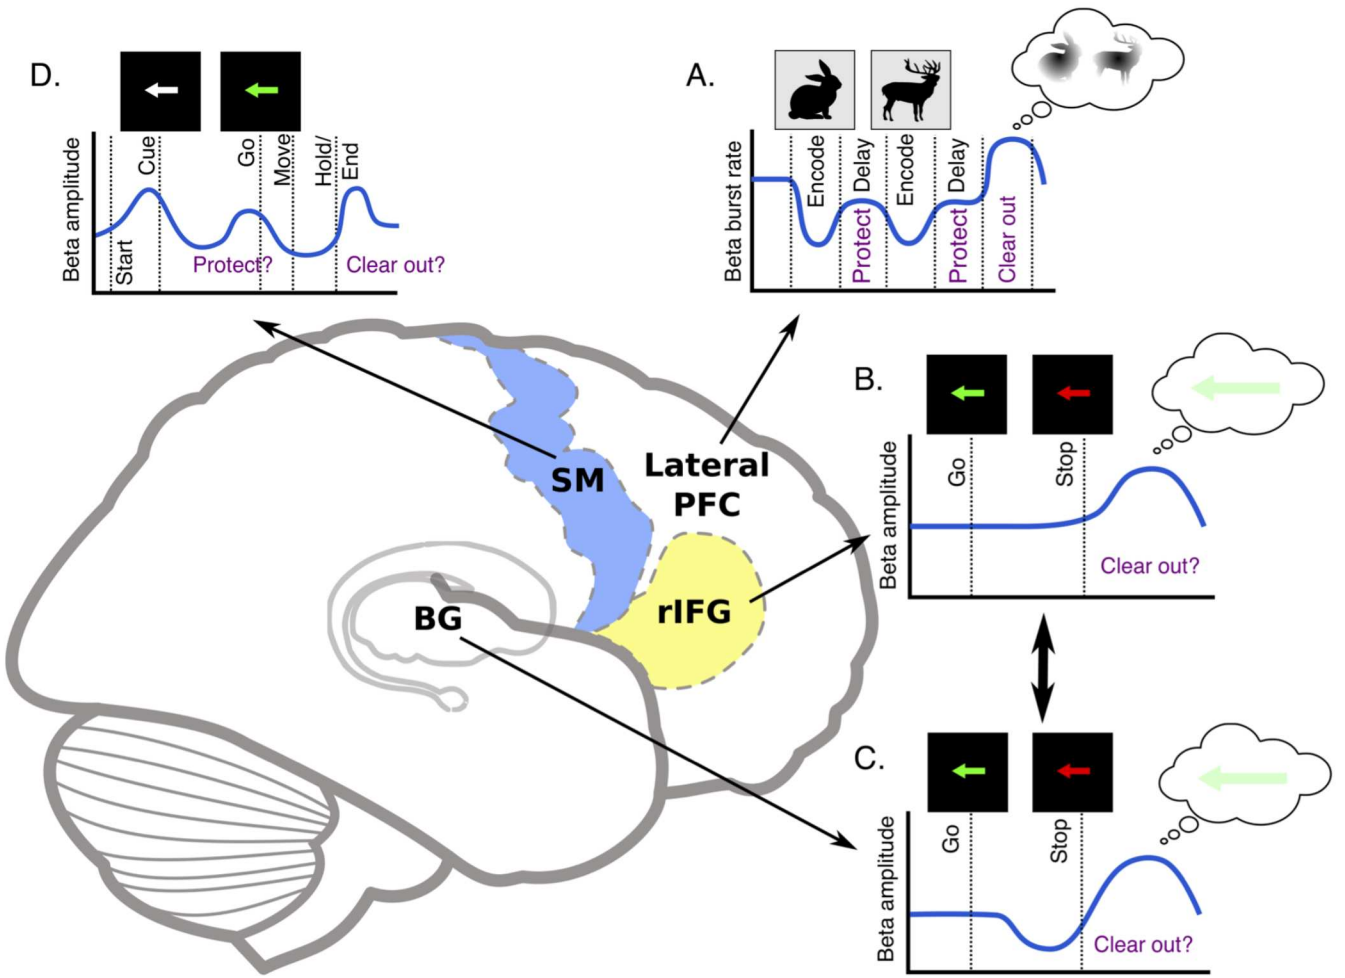 D.
Beta amplitude
Start
Cue
Go
Move
Hold/
End
Protect?
Clear out?
A.
Beta burst rate
Encode
Delay
Encode
Delay
Protect
Protect
Clear out
SM
Lateral
PFC
rIFG
BG
B.
Beta amplitude
Go
Stop
Clear out?
C.
Beta amplitude
Go
Stop
Clear out?